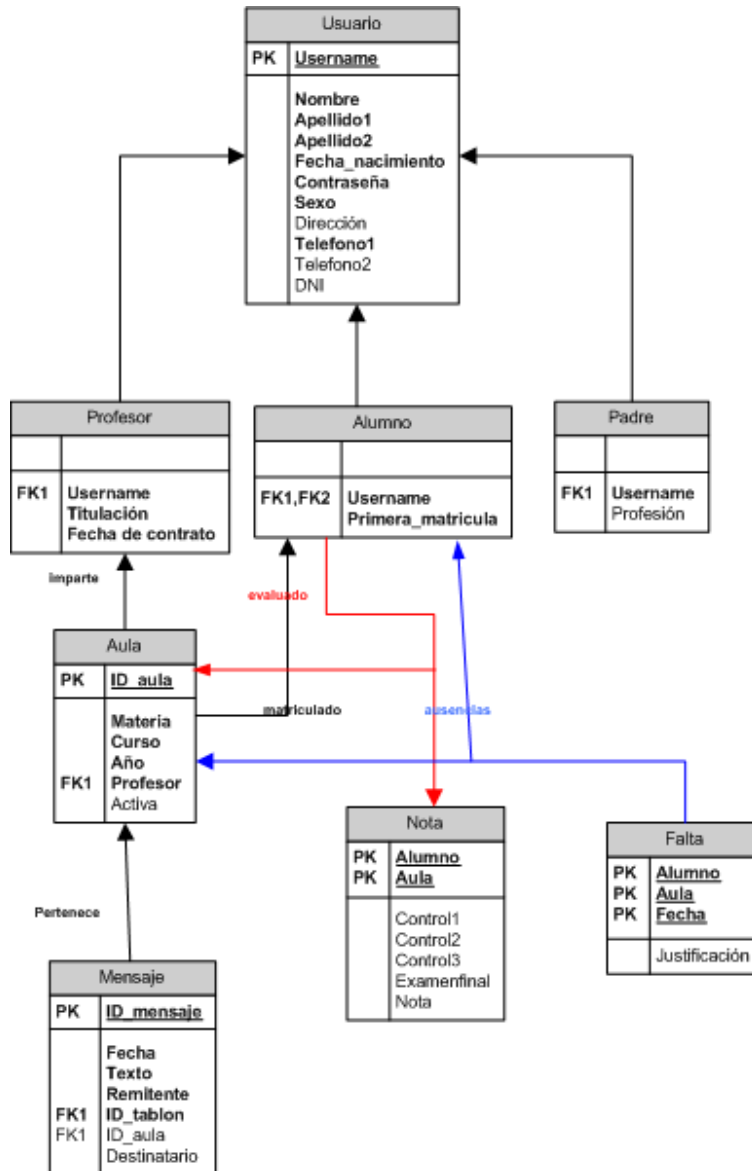 Usuario
PK Username
Nombre
Apellido1
Apellido2
Fecha_nacimiento
Contraseña
Sexo
Dirección
Telefono1
Telefono2
DNI
Profesor
FK1 Username
Titulación
Fecha de contrato
Alumno
FK1,FK2 Username
Primera_matricula
Padre
FK1 Username
Profesión
imparte
evaluado
Aula
PK ID_aula
Materia
Curso
Año
FK1 Profesor
Activa
matriculado
ausencias
Nota
PK Alumno
PK Aula
Control1
Control2
Control3
Examenfinal
Nota
Falta
PK Alumno
PK Aula
PK Fecha
Justificación
Pertenece
Mensaje
PK ID_mensaje
Fecha
Texto
Remitente
FK1 ID_tablon
FK1 ID_aula
Destinatario